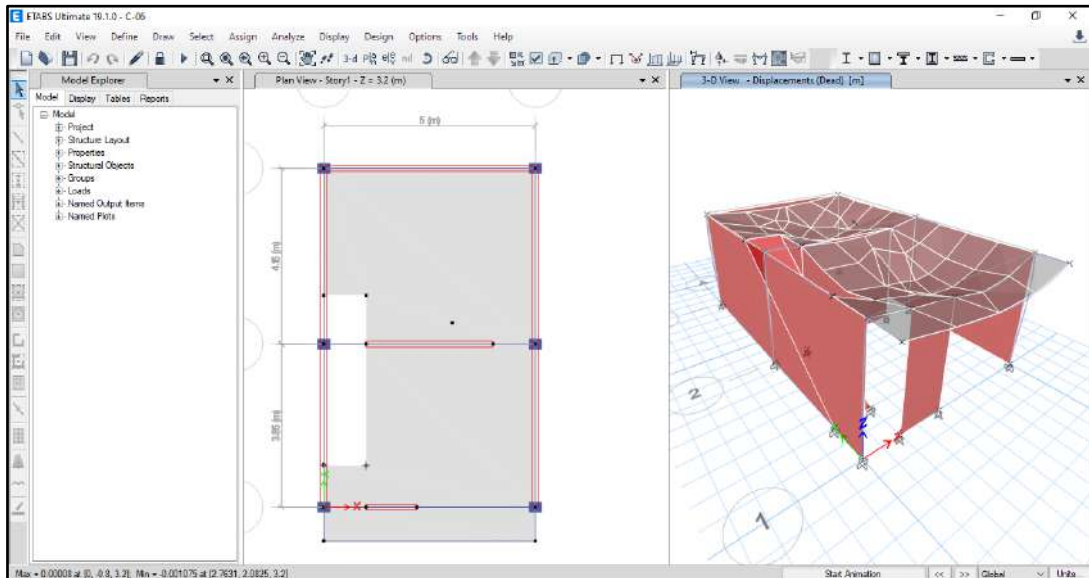 ETABS Ultimate 19.1.0 - C-06
File Edit View Define Draw Select Assign Analyze Display Design Options Tools Help
3-d
Model Explorer
Plan View - Story1 - Z = 3.2 (m)
3-D View - Displacements (Dead) [m]
Model Display Tables Reports
Model
Project
Structure Layout
Properties
Structural Objects
Groups
Loads
Named Output Items
Named Plots
5 (m)
4.15 (m)
3.85 (m)
X
2
Z
X
1
Max = 0.00008 at [0, -0.8, 3.2]; Min = -0.001075 at [2.7631, 2.0825, 3.2]
Start Animation << >> Global Units